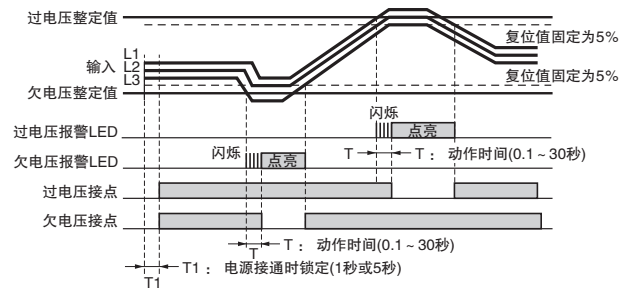 过电压整定值
复位值固定为5%
L1
输入 L2
L3
复位值固定为5%
欠电压整定值
闪烁
过电压报警LED 点亮
闪烁 T T： 动作时间(0.1～30秒)
欠电压报警LED 点亮
过电压接点
欠电压接点
T T： 动作时间(0.1～30秒)
T1 T1： 电源接通时锁定(1秒或5秒)